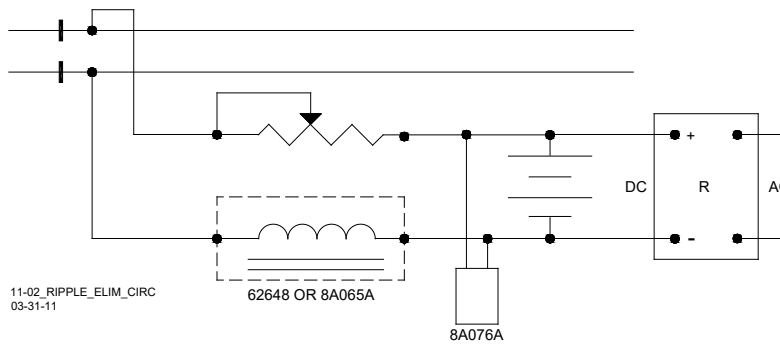 +
DC
R
-
62648 OR 8A065A
11-02_RIPPLE_ELIM_CIRC
03-31-11
8A076A